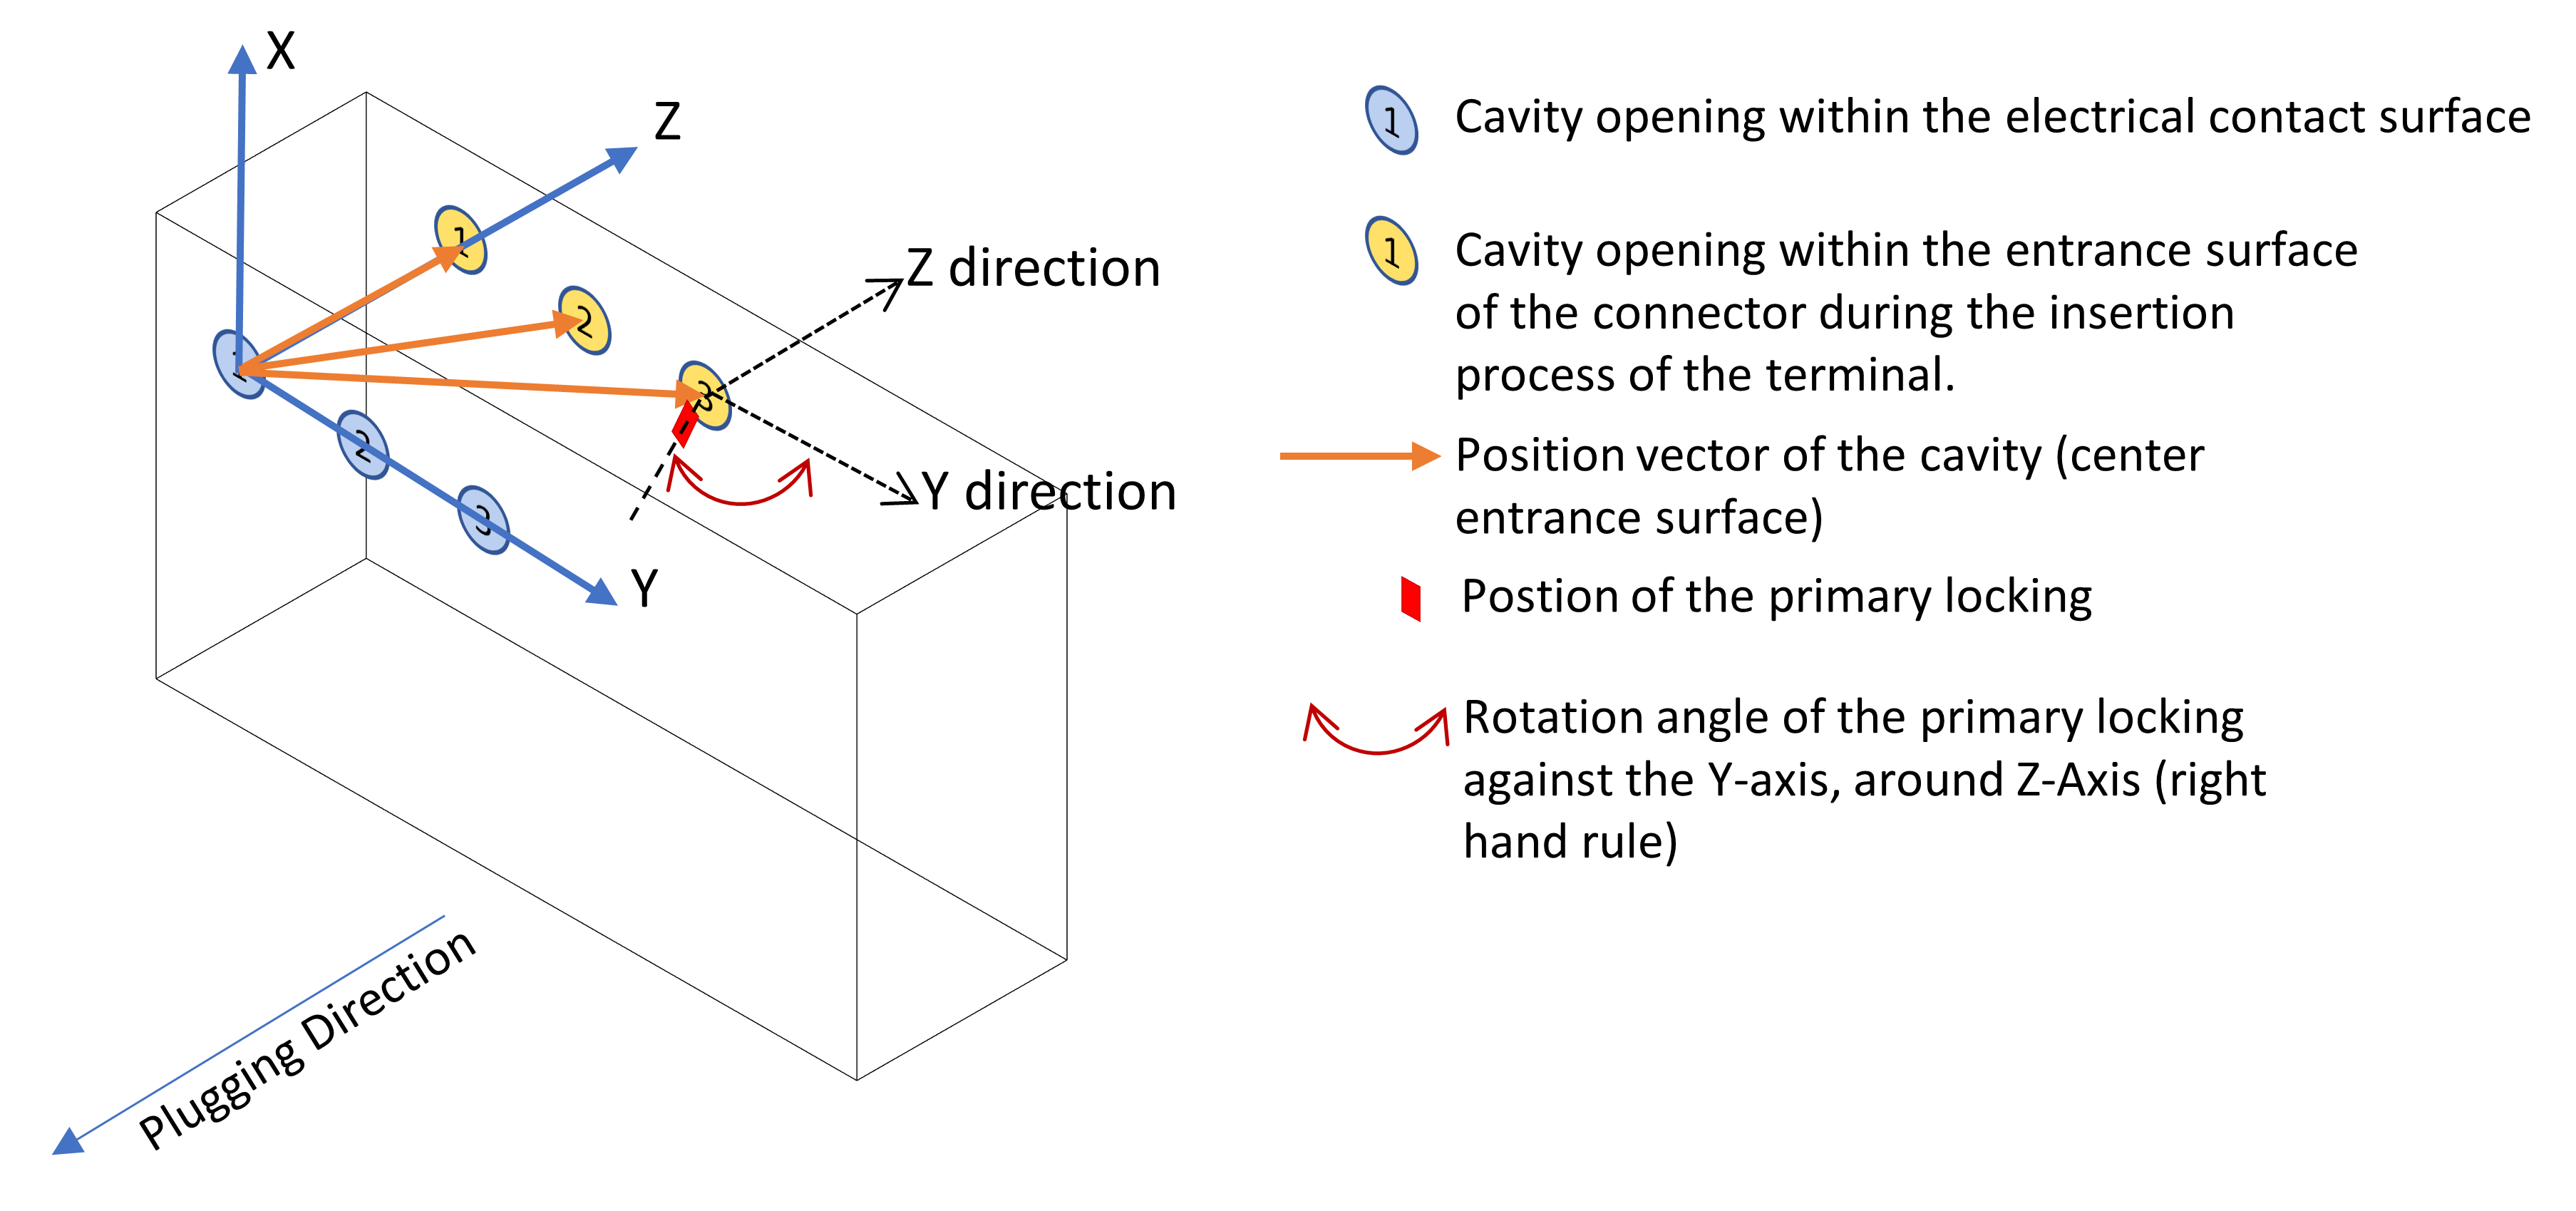 X
Z
1
2
3
Z direction
Y direction
1
2
3
Y
Plugging Direction
1
Cavity opening within the electrical contact surface
1
Cavity opening within the entrance surface
of the connector during the insertion
process of the terminal.
Position vector of the cavity (center
entrance surface)
Postion of the primary locking
Rotation angle of the primary locking
against the Y-axis, around Z-Axis (right
hand rule)